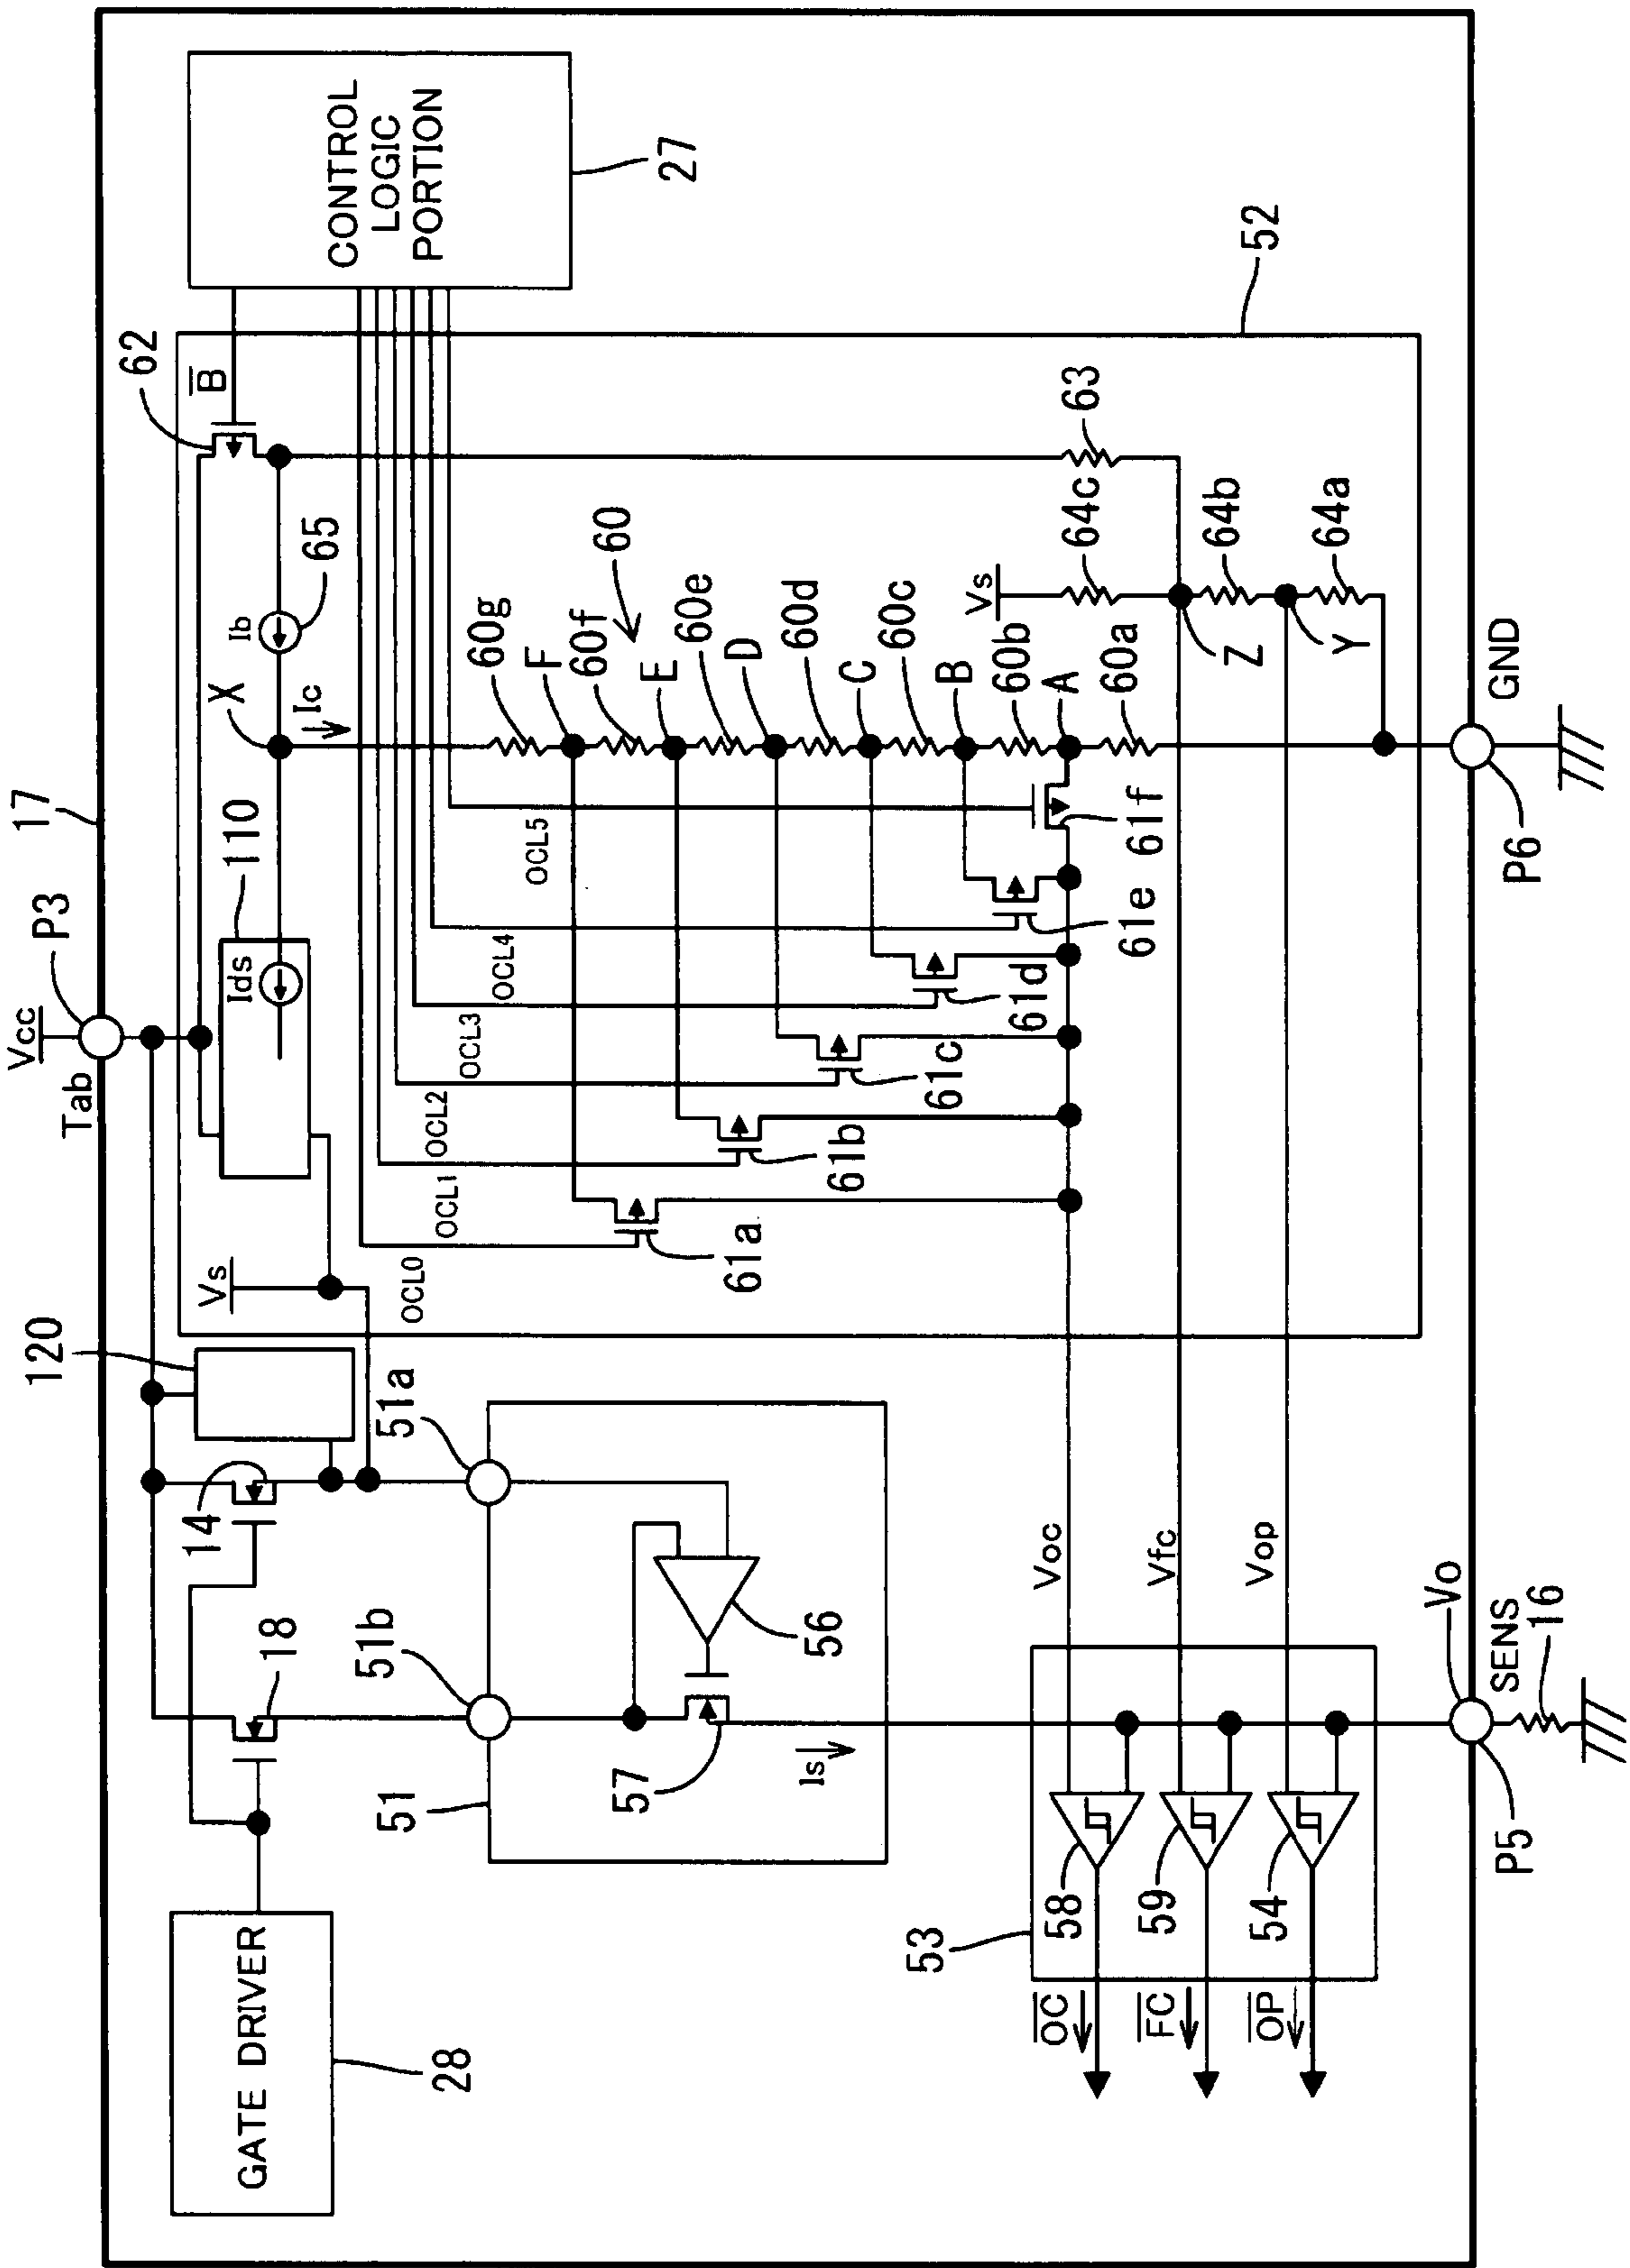 17
Vcc
P3
Tab
120
14
18
GATE DRIVER
28
51a
51b
51
56
57
Is
Vs
110
Ids
X
Ib
65
Ic
62
B
CONTROL
LOGIC
PORTION
27
52
OCL0
OCL1
OCL2
OCL3
OCL4
OCL5
60
60g
F
60f
E
60e
D
60d
C
60c
B
60b
A
60a
61a
61b
61c
61d
61e
61f
63
Vs
64c
64b
64a
Z
Y
Voc
Vfc
Vop
53
58
59
54
OC
FC
OP
Vo
SENS
16
P5
GND
P6